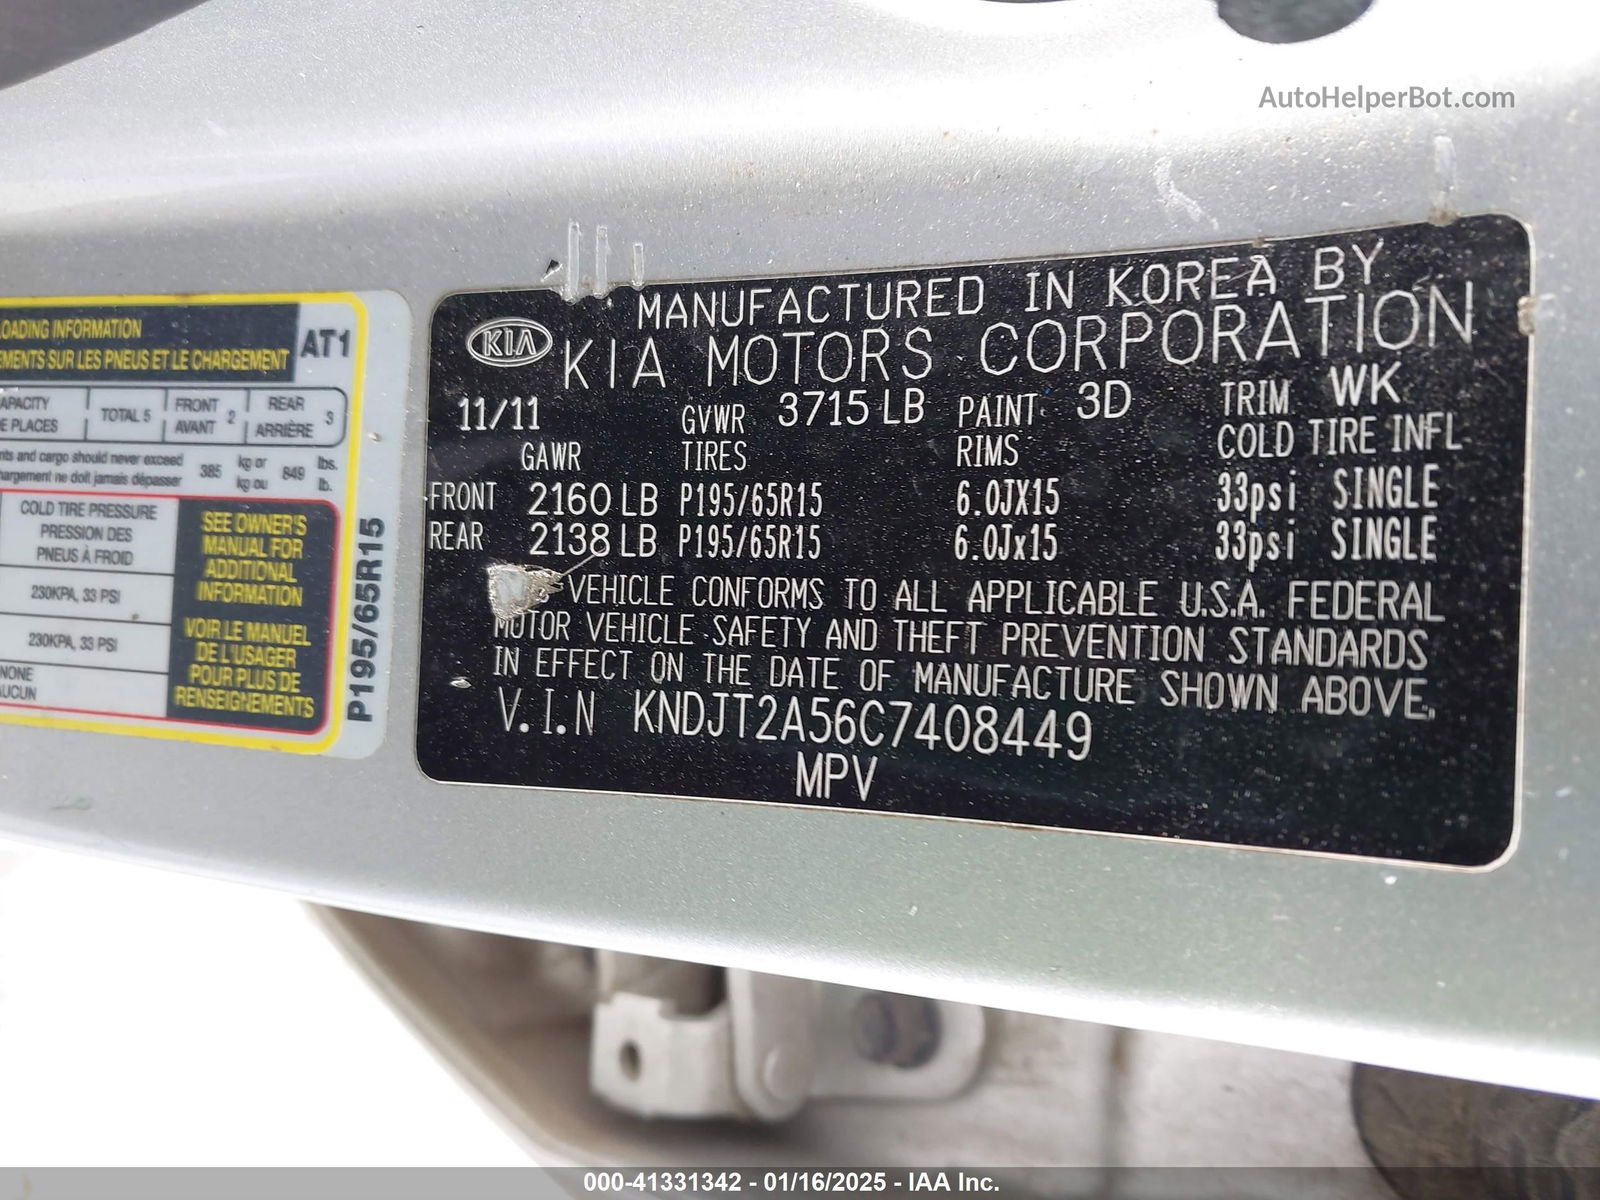 AutoHelperBot.com
LOADING INFORMATION
EMENTS SUR LES PNEUS ET LE CHARGEMENT
AT1
APACITY
DE PLACES
TOTAL 5
FRONT
AVANT
2
REAR
ARRIÈRE
3
nts and cargo should never exceed
hargement ne doit jamais dépasser
385
kg or
kg ou
849
lbs.
lb.
COLD TIRE PRESSURE
PRESSION DES
PNEUS À FROID
230KPA, 33 PSI
230KPA, 33 PSI
NONE
AUCUN
SEE OWNER'S
MANUAL FOR
ADDITIONAL
INFORMATION
VOIR LE MANUEL
DE L'USAGER
POUR PLUS DE
RENSEIGNEMENTS
P195/65R15
KIA
MANUFACTURED IN KOREA BY
KIA MOTORS CORPORATION
11/11 GVWR 3715 LB PAINT 3D TRIM WK
GAWR TIRES RIMS COLD TIRE INFL
FRONT 2160 LB P195/65R15 6.0JX15 33psi SINGLE
REAR 2138 LB P195/65R15 6.0Jx15 33psi SINGLE
VEHICLE CONFORMS TO ALL APPLICABLE U.S.A. FEDERAL
MOTOR VEHICLE SAFETY AND THEFT PREVENTION STANDARDS
IN EFFECT ON THE DATE OF MANUFACTURE SHOWN ABOVE.
V.I.N KNDJT2A56C7408449
MPV
000-41331342 - 01/16/2025 - IAA Inc.